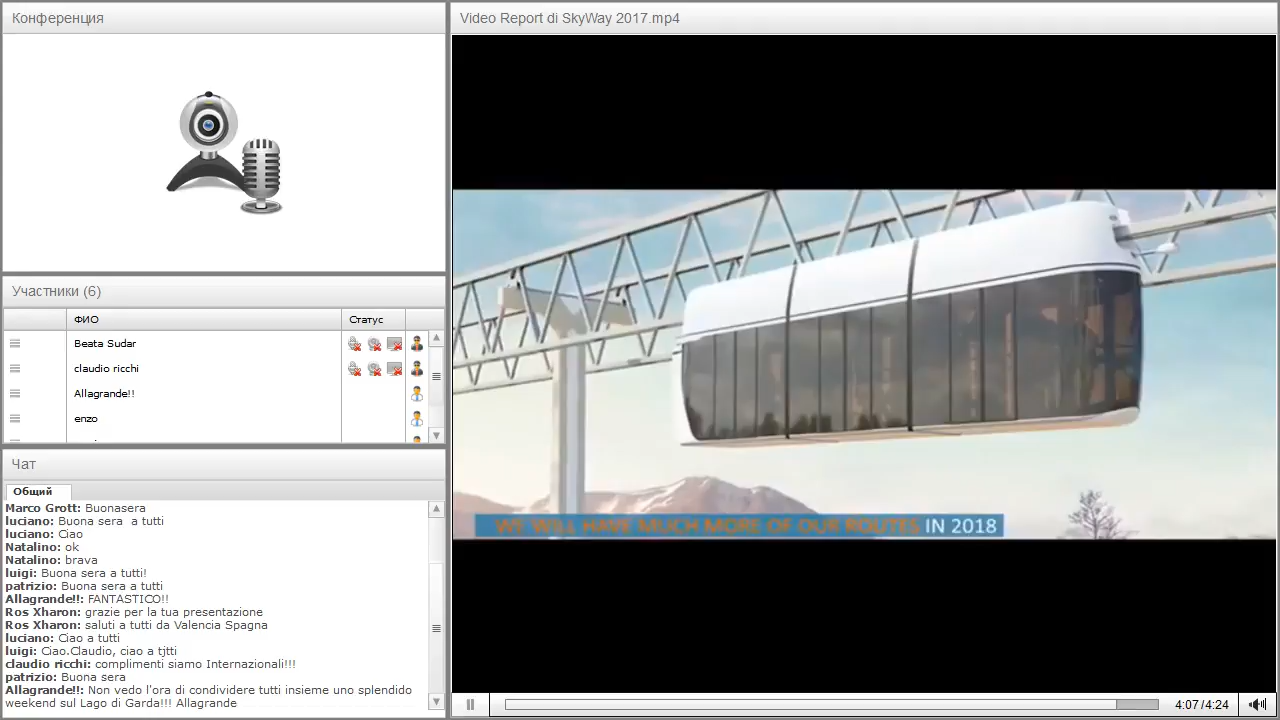 Конференция
Video Report di SkyWay 2017.mp4
Участники (6)
ФИО
Статус
Beata Sudar
claudio ricchi
Allagrande!!
enzo
Чат
Общий
Marco Grott: Buonasera
luciano: Buona sera  a tutti
luciano: Ciao
Natalino: ok
Natalino: brava
luigi: Buona sera a tutti!
patrizio: Buona sera a tutti
Allagrande!!: FANTASTICO!!
Ros Xharon: grazie per la tua presentazione
Ros Xharon: saluti a tutti da Valencia Spagna
luciano: Ciao a tutti
luigi: Ciao.Claudio, ciao a tjtti
claudio ricchi: complimenti siamo Internazionali!!!
patrizio: Buona sera
Allagrande!!: Non vedo l'ora di condividere tutti insieme uno splendido
weekend sul Lago di Garda!!! Allagrande
WE WILL HAVE MUCH MORE OF OUR ROUTES IN 2018
4:07/4:24